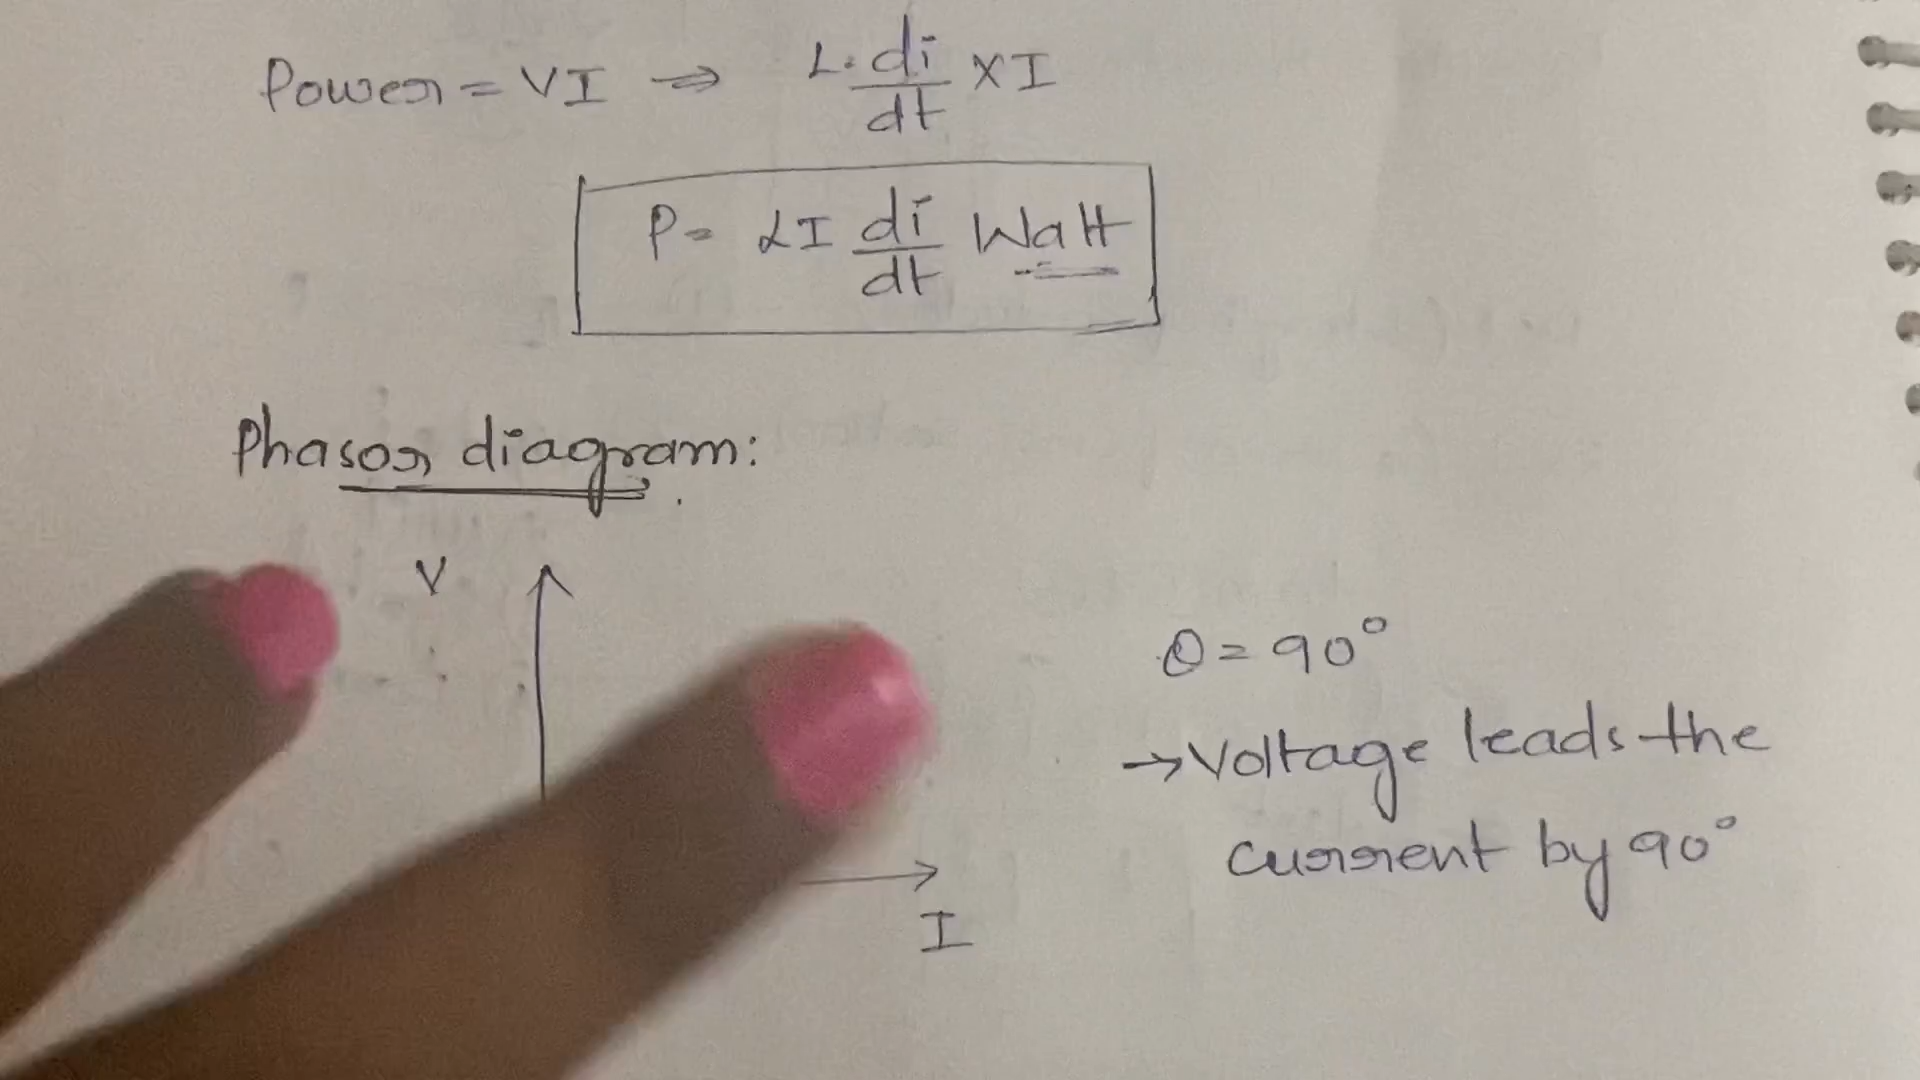 Power = VI ⇒ L. di/dt × I
P = LI di/dt Watt
Phasor diagram:
V
θ = 90°
→ Voltage leads the
current by 90°
I